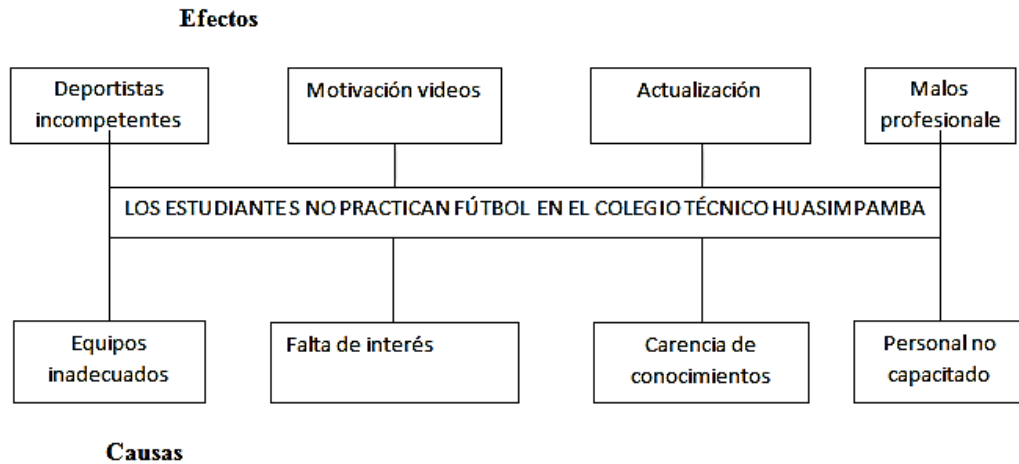 Efectos
Deportistas
incompetentes
Motivación videos
Actualización
Malos
profesionale
LOS ESTUDIANTES NO PRACTICAN FÚTBOL EN EL COLEGIO TÉCNICO HUASIMPAMBA
Equipos
inadecuados
Falta de interés
Carencia de
conocimientos
Personal no
capacitado
Causas